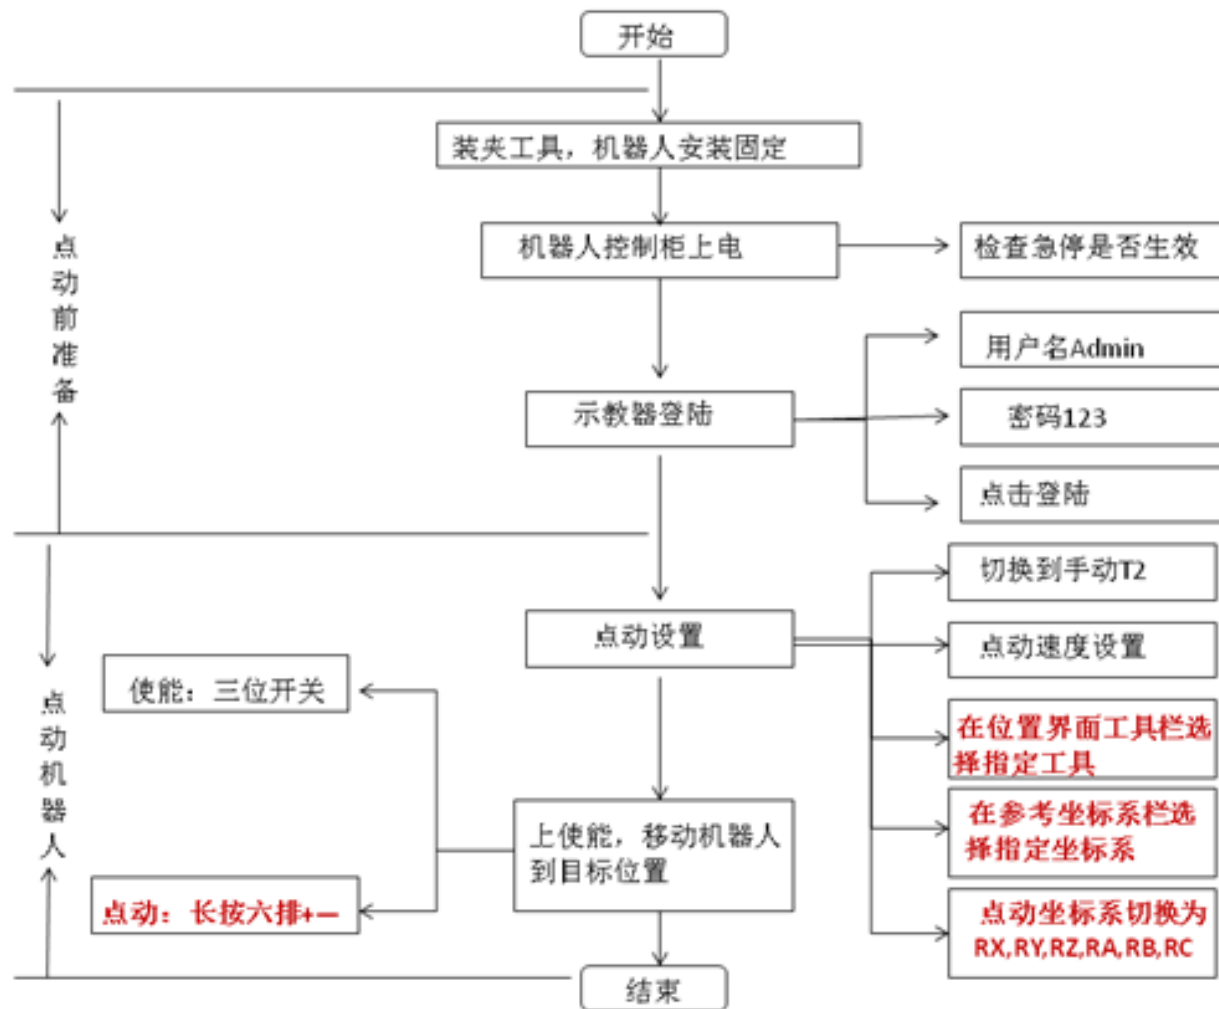 开始
装夹工具，机器人安装固定
机器人控制柜上电
检查急停是否生效
点动前准备
用户名Admin
示教器登陆
密码123
点击登陆
切换到手动T2
点动设置
点动速度设置
使能：三位开关
点动机器人
在位置界面工具栏选
择指定工具
上使能，移动机器人
到目标位置
在参考坐标系栏选
择指定坐标系
点动：长按六排+—
点动坐标系切换为
RX,RY,RZ,RA,RB,RC
结束